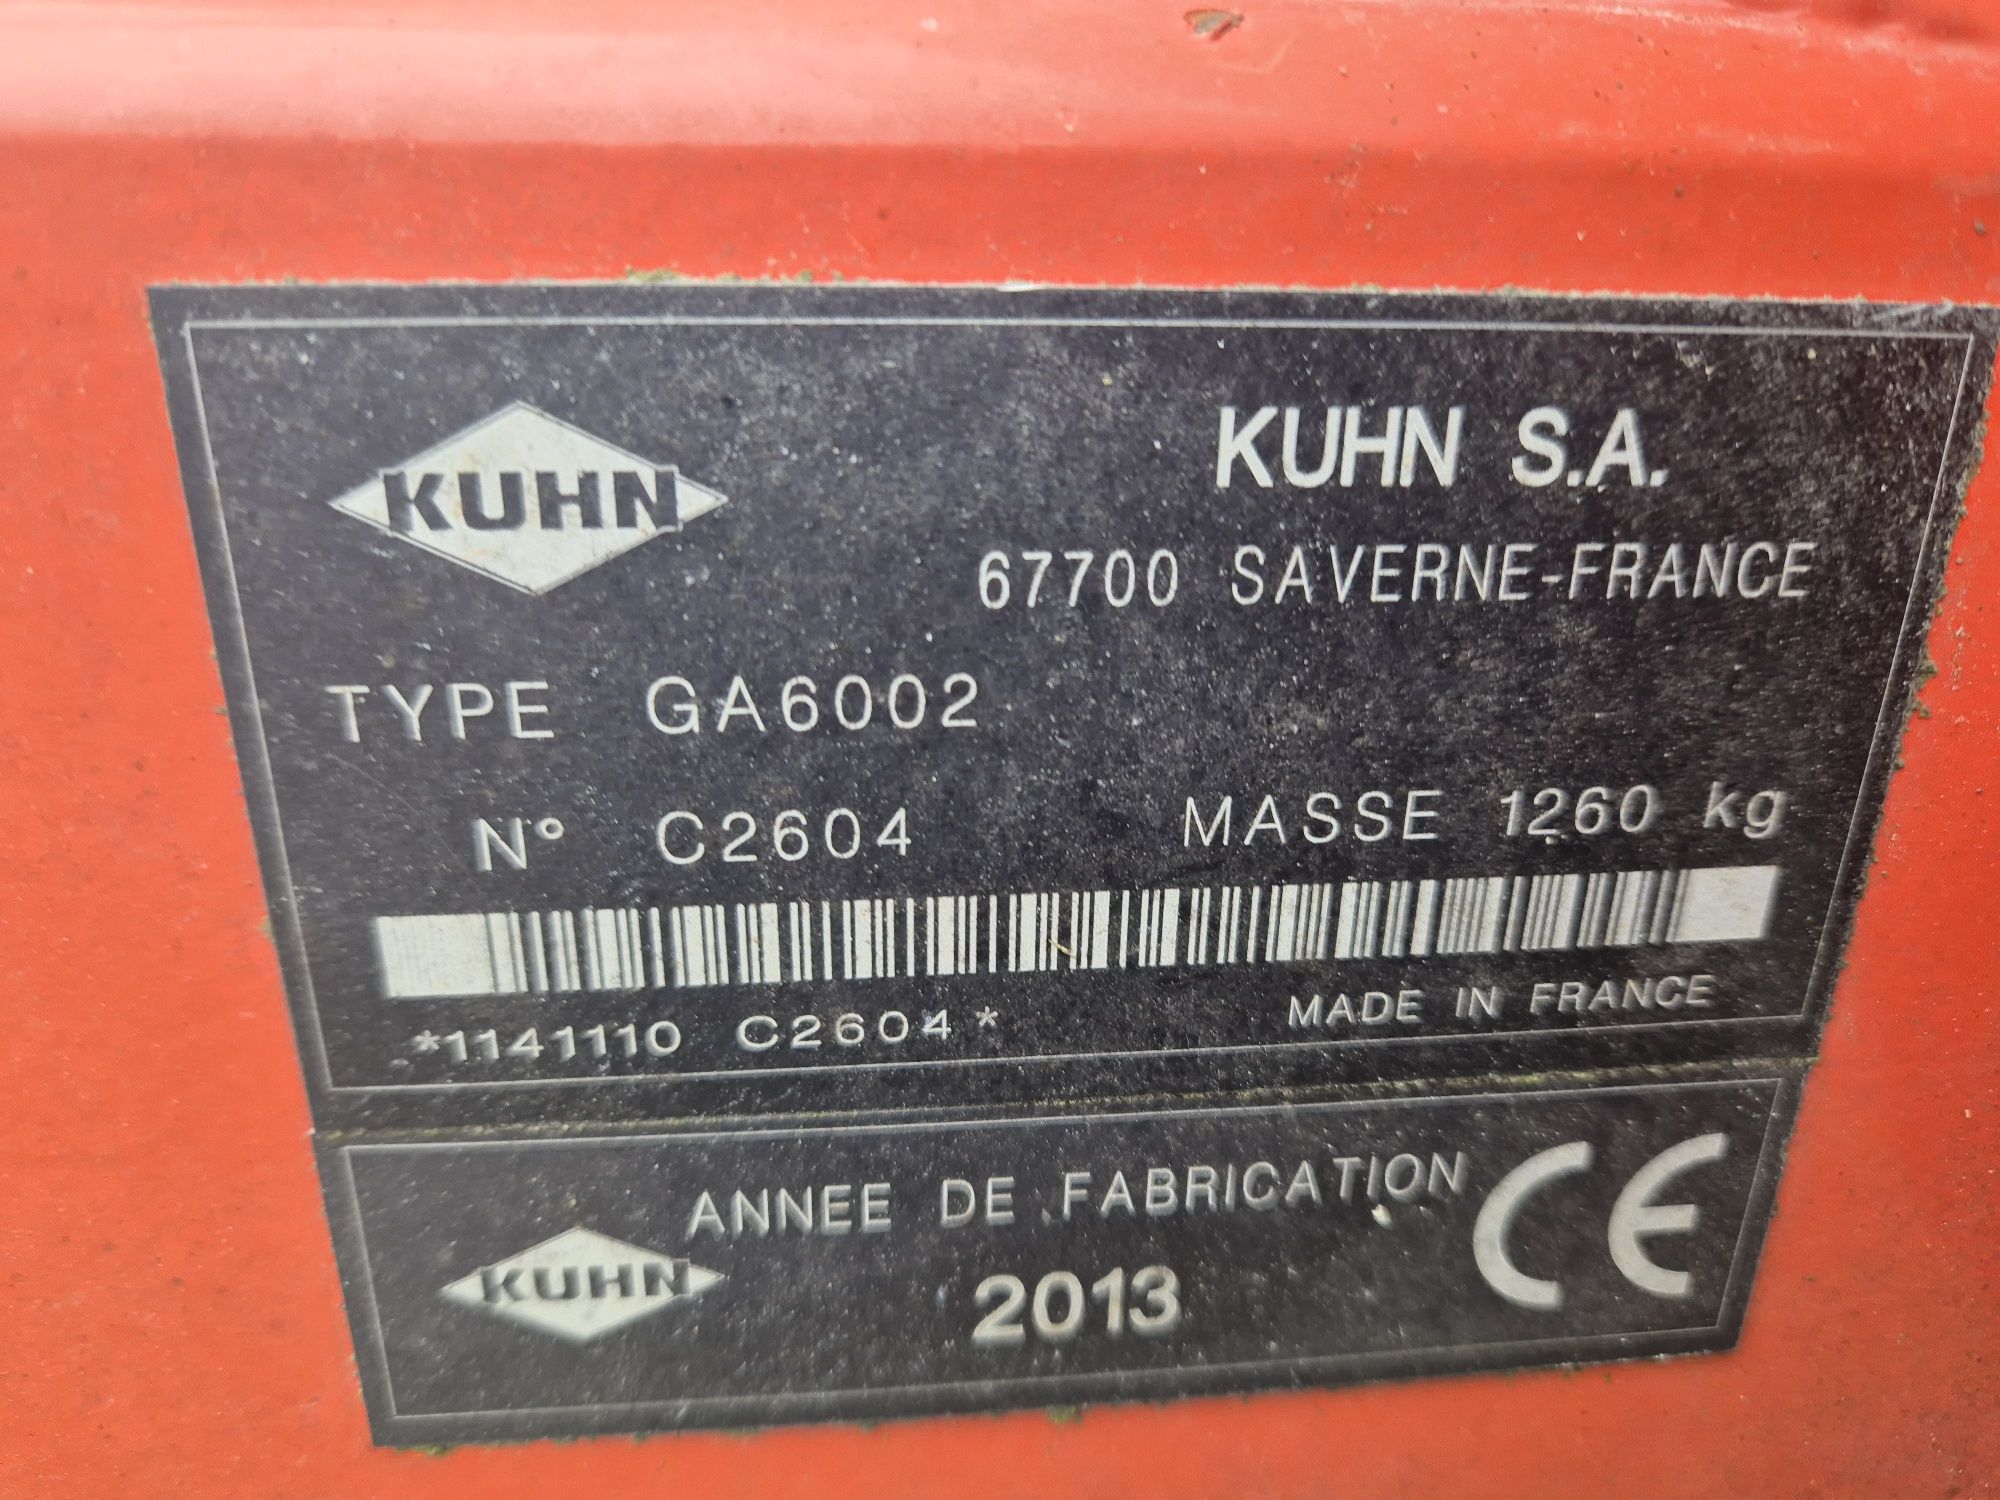 KUHN
KUHN S.A.
67700 SAVERNE-FRANCE
TYPE GA6002
N° C2604 MASSE 1260 kg
*1141110 C2604* MADE IN FRANCE
ANNEE DE FABRICATION CE
KUHN
2013